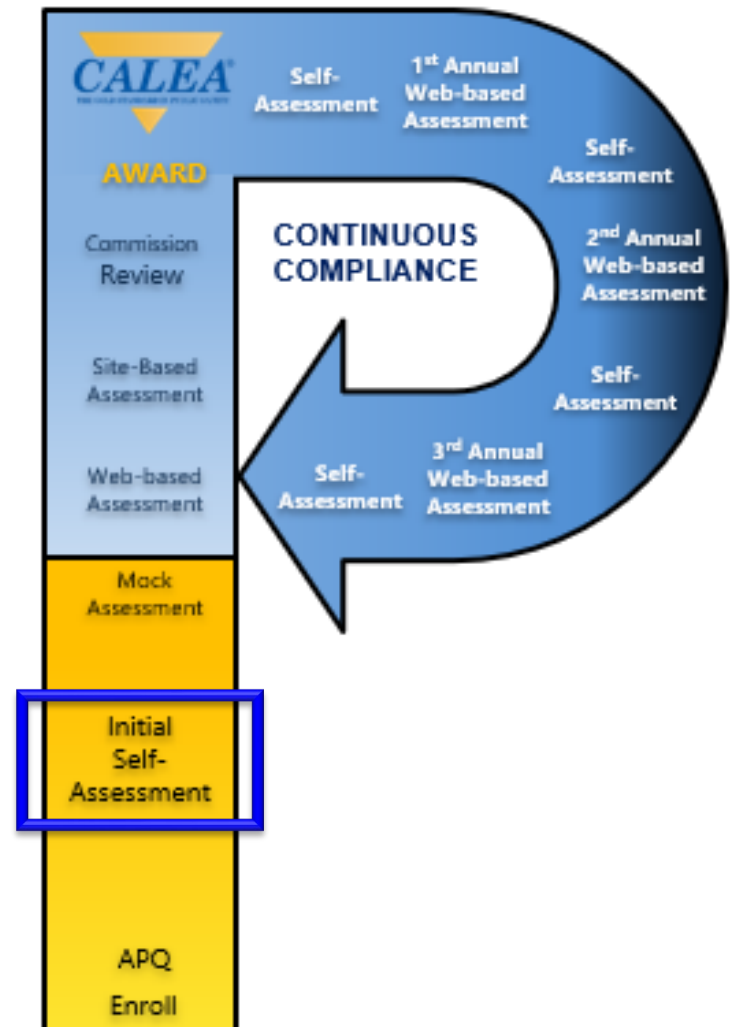 CALEA
AWARD
Self-
Assessment
1st Annual
Web-based
Assessment
Self-
Assessment
2nd Annual
Web-based
Assessment
Self-
Assessment
3rd Annual
Web-based
Assessment
Self-
Assessment
CONTINUOUS
COMPLIANCE
Commission
Review
Site-Based
Assessment
Web-based
Assessment
Mock
Assessment
Initial
Self-
Assessment
APQ
Enroll